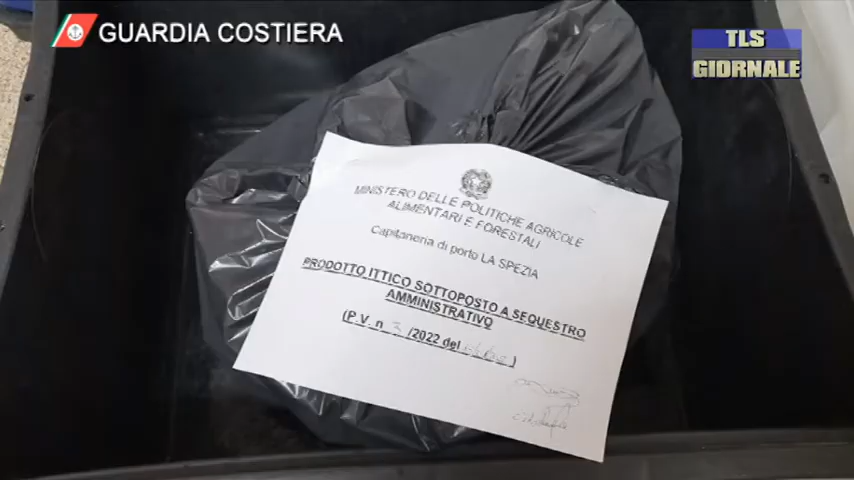 GUARDIA COSTIERA
TLS
GIORNALE
MINISTERO DELLE POLITICHE AGRICOLE
ALIMENTARI E FORESTALI
Capitaneria di porto LA SPEZIA
PRODOTTO ITTICO SOTTOPOSTO A SEQUESTRO
AMMINISTRATIVO
(P.V. n 3 /2022 del )